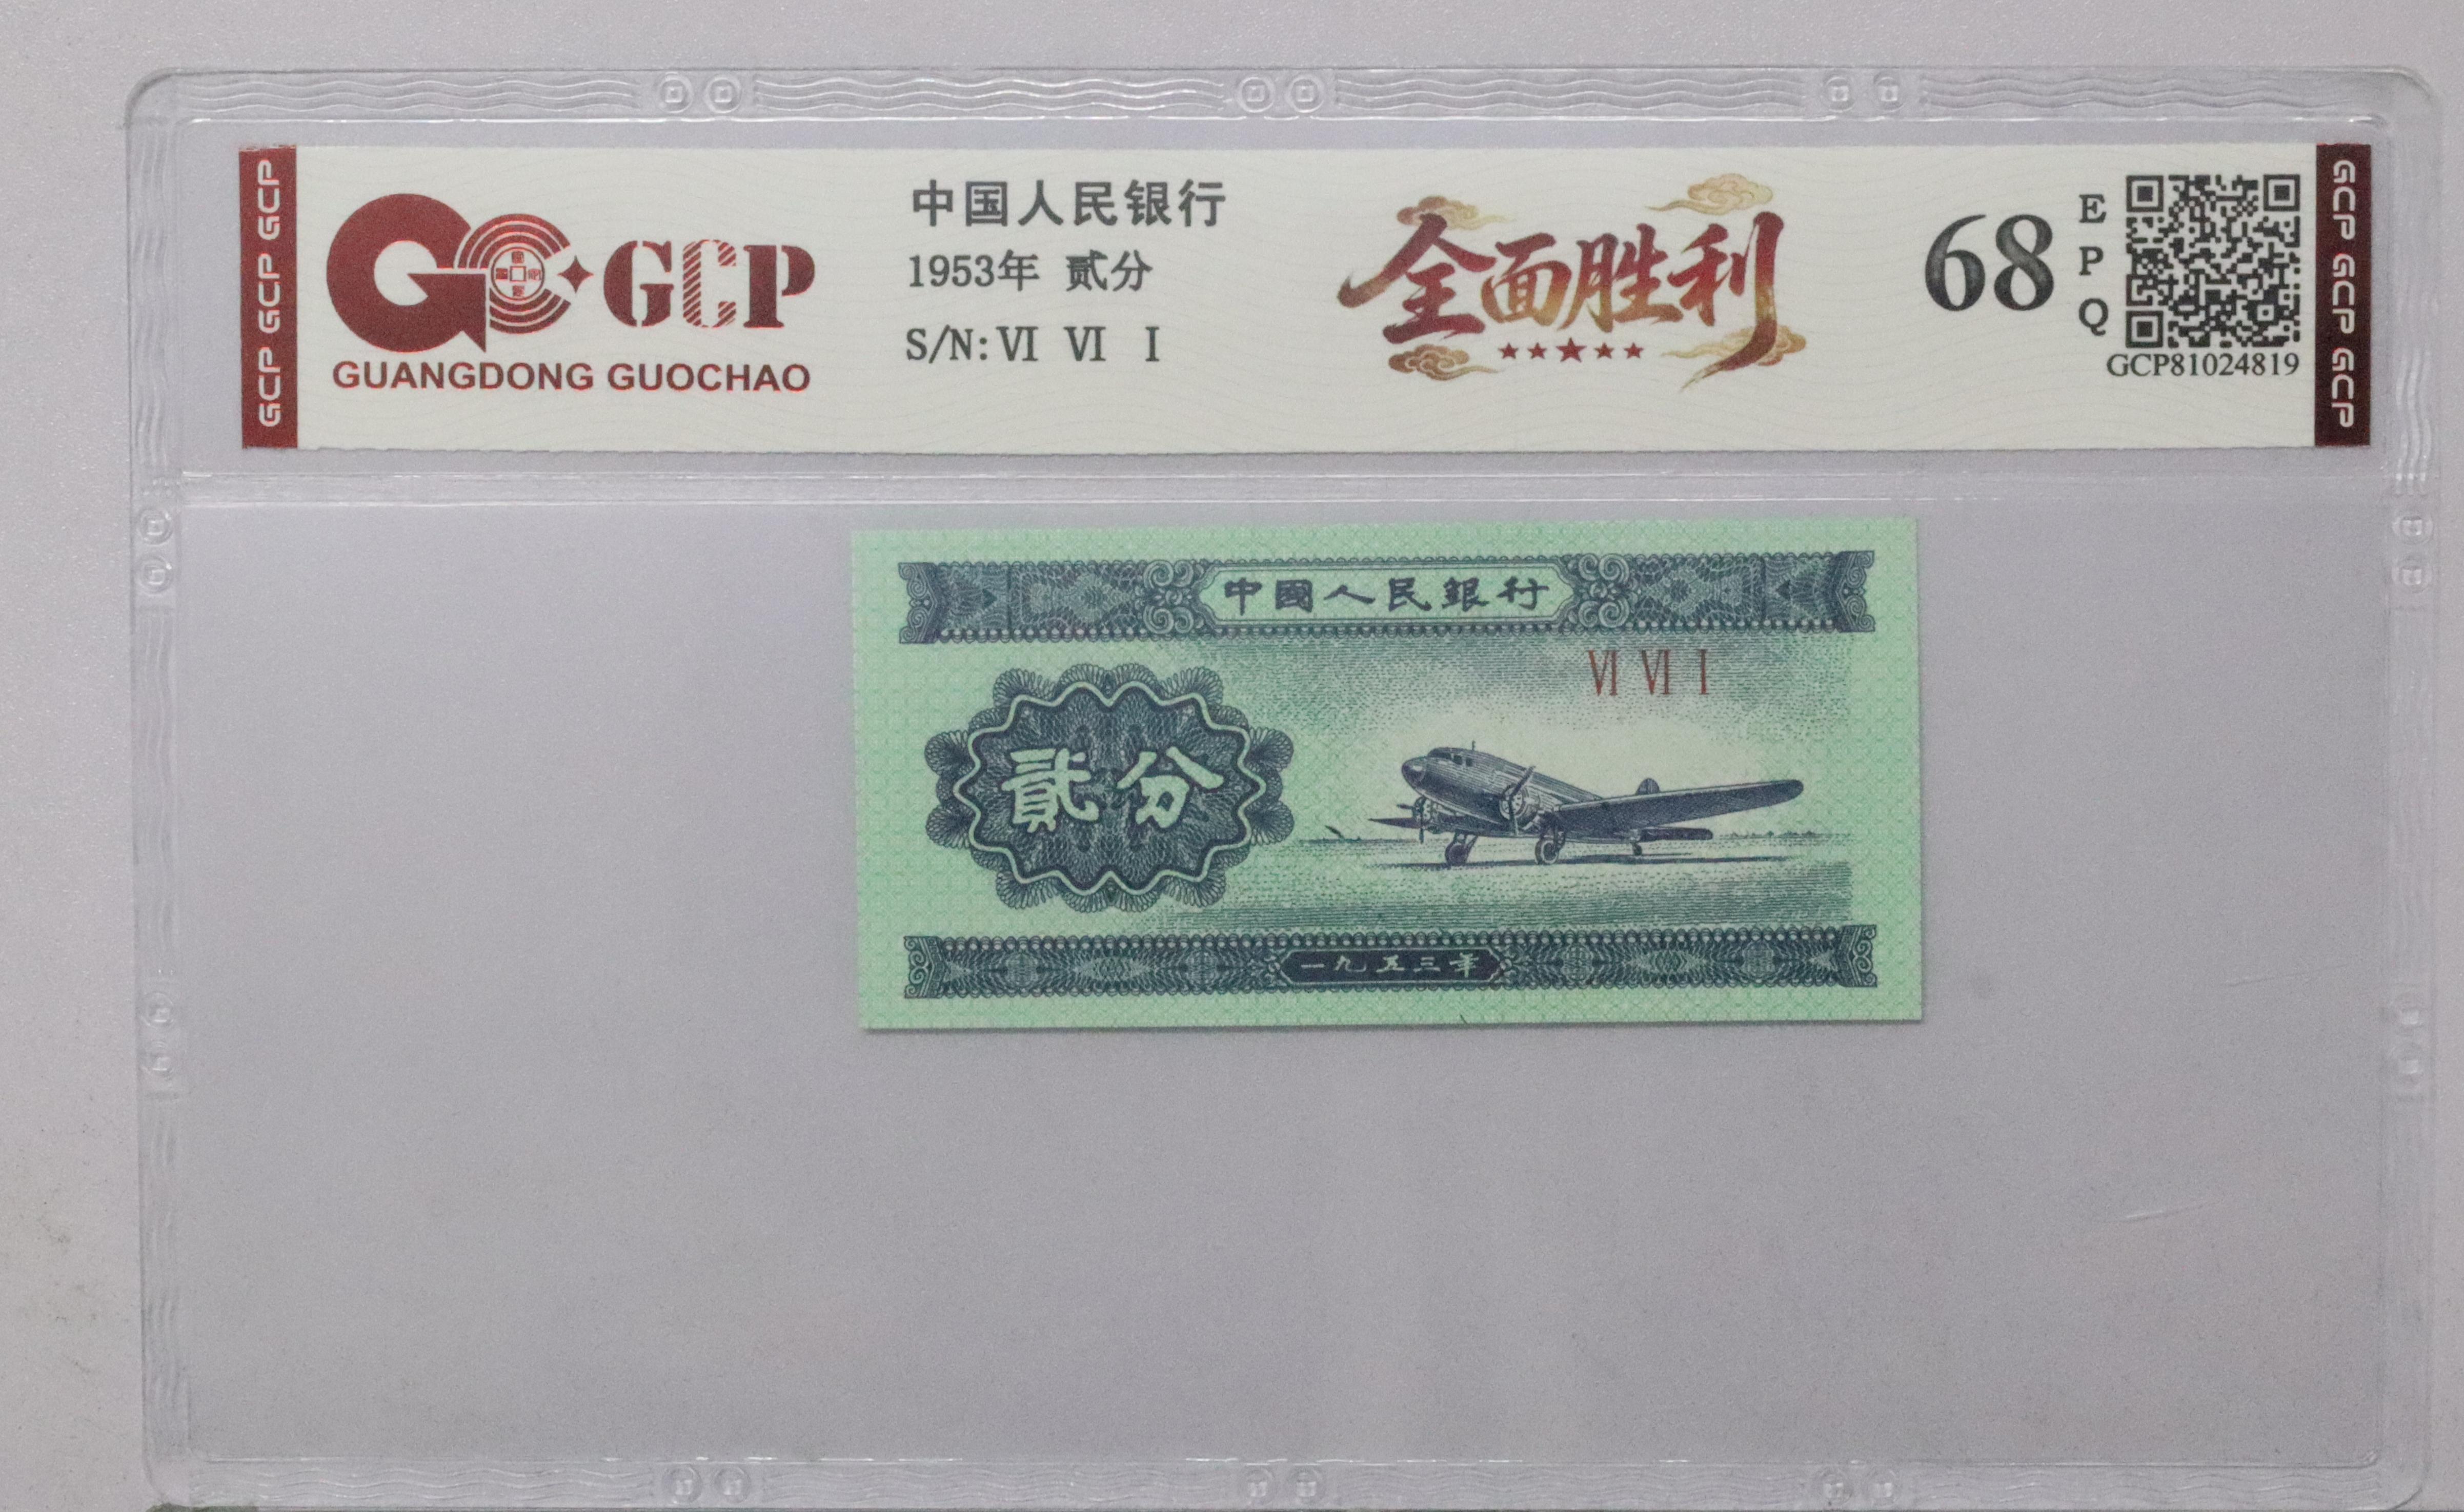 GCP GCP GCP
GCP
GUANGDONG GUOCHAO
中国人民银行
1953年 贰分
S/N: VI VI I
全面胜利
★★★★★
68
E
P
Q
GCP81024819
GCP GCP GCP
中國人民銀行
VI VI I
貳分
一九五三年